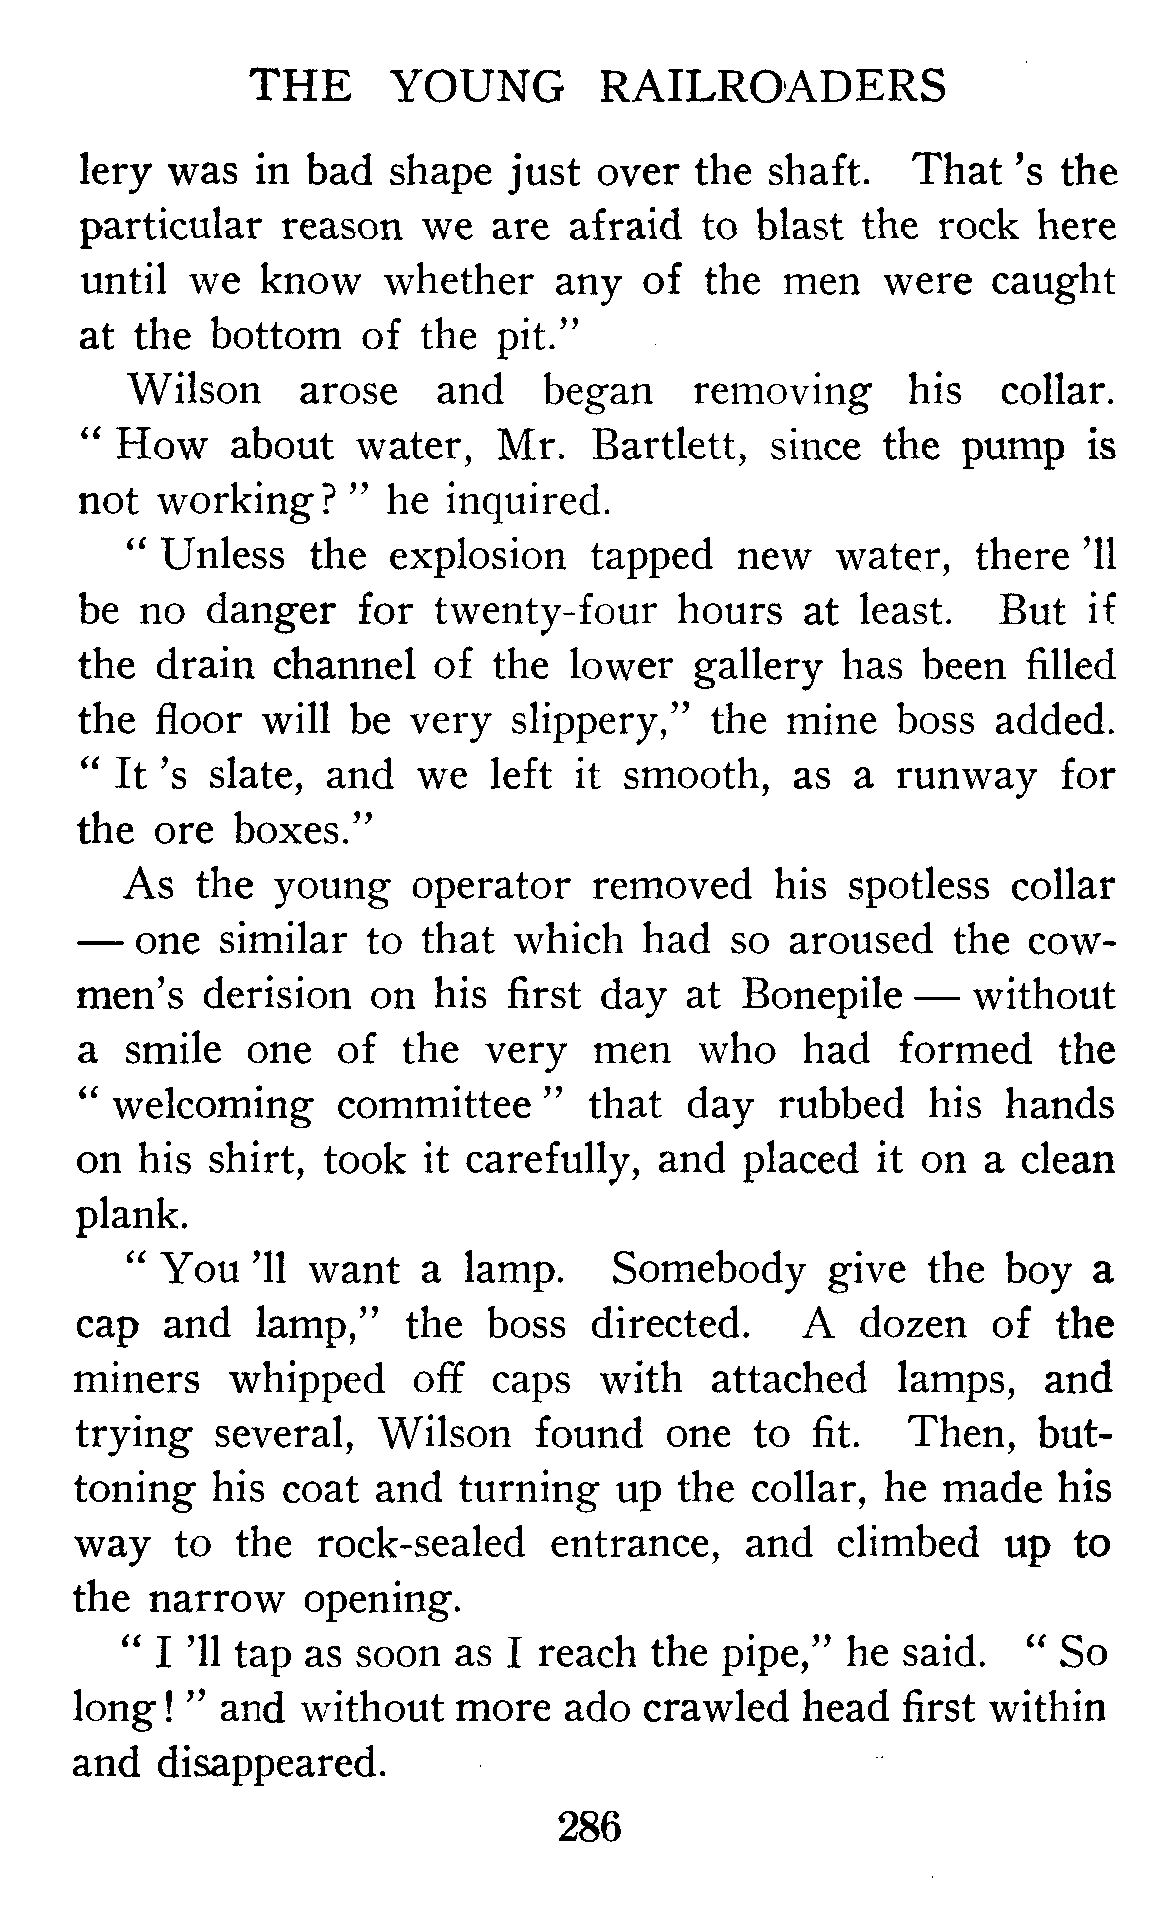 THE YOUNG RAILROADERS
lery was in bad shape just over the shaft. That 's the
particular reason we are afraid to blast the rock here
until we know whether any of the men were caught
at the bottom of the pit."
Wilson arose and began removing his collar.
" How about water, Mr. Bartlett, since the pump is
not working? " he inquired.
" Unless the explosion tapped new water, there 'll
be no danger for twenty-four hours at least. But if
the drain channel of the lower gallery has been filled
the floor will be very slippery," the mine boss added.
" It 's slate, and we left it smooth, as a runway for
the ore boxes."
As the young operator removed his spotless collar
— one similar to that which had so aroused the cow-
men's derision on his first day at Bonepile — without
a smile one of the very men who had formed the
" welcoming committee " that day rubbed his hands
on his shirt, took it carefully, and placed it on a clean
plank.
" You 'll want a lamp. Somebody give the boy a
cap and lamp," the boss directed. A dozen of the
miners whipped off caps with attached lamps, and
trying several, Wilson found one to fit. Then, but-
toning his coat and turning up the collar, he made his
way to the rock-sealed entrance, and climbed up to
the narrow opening.
" I 'll tap as soon as I reach the pipe," he said. " So
long! " and without more ado crawled head first within
and disappeared.
286